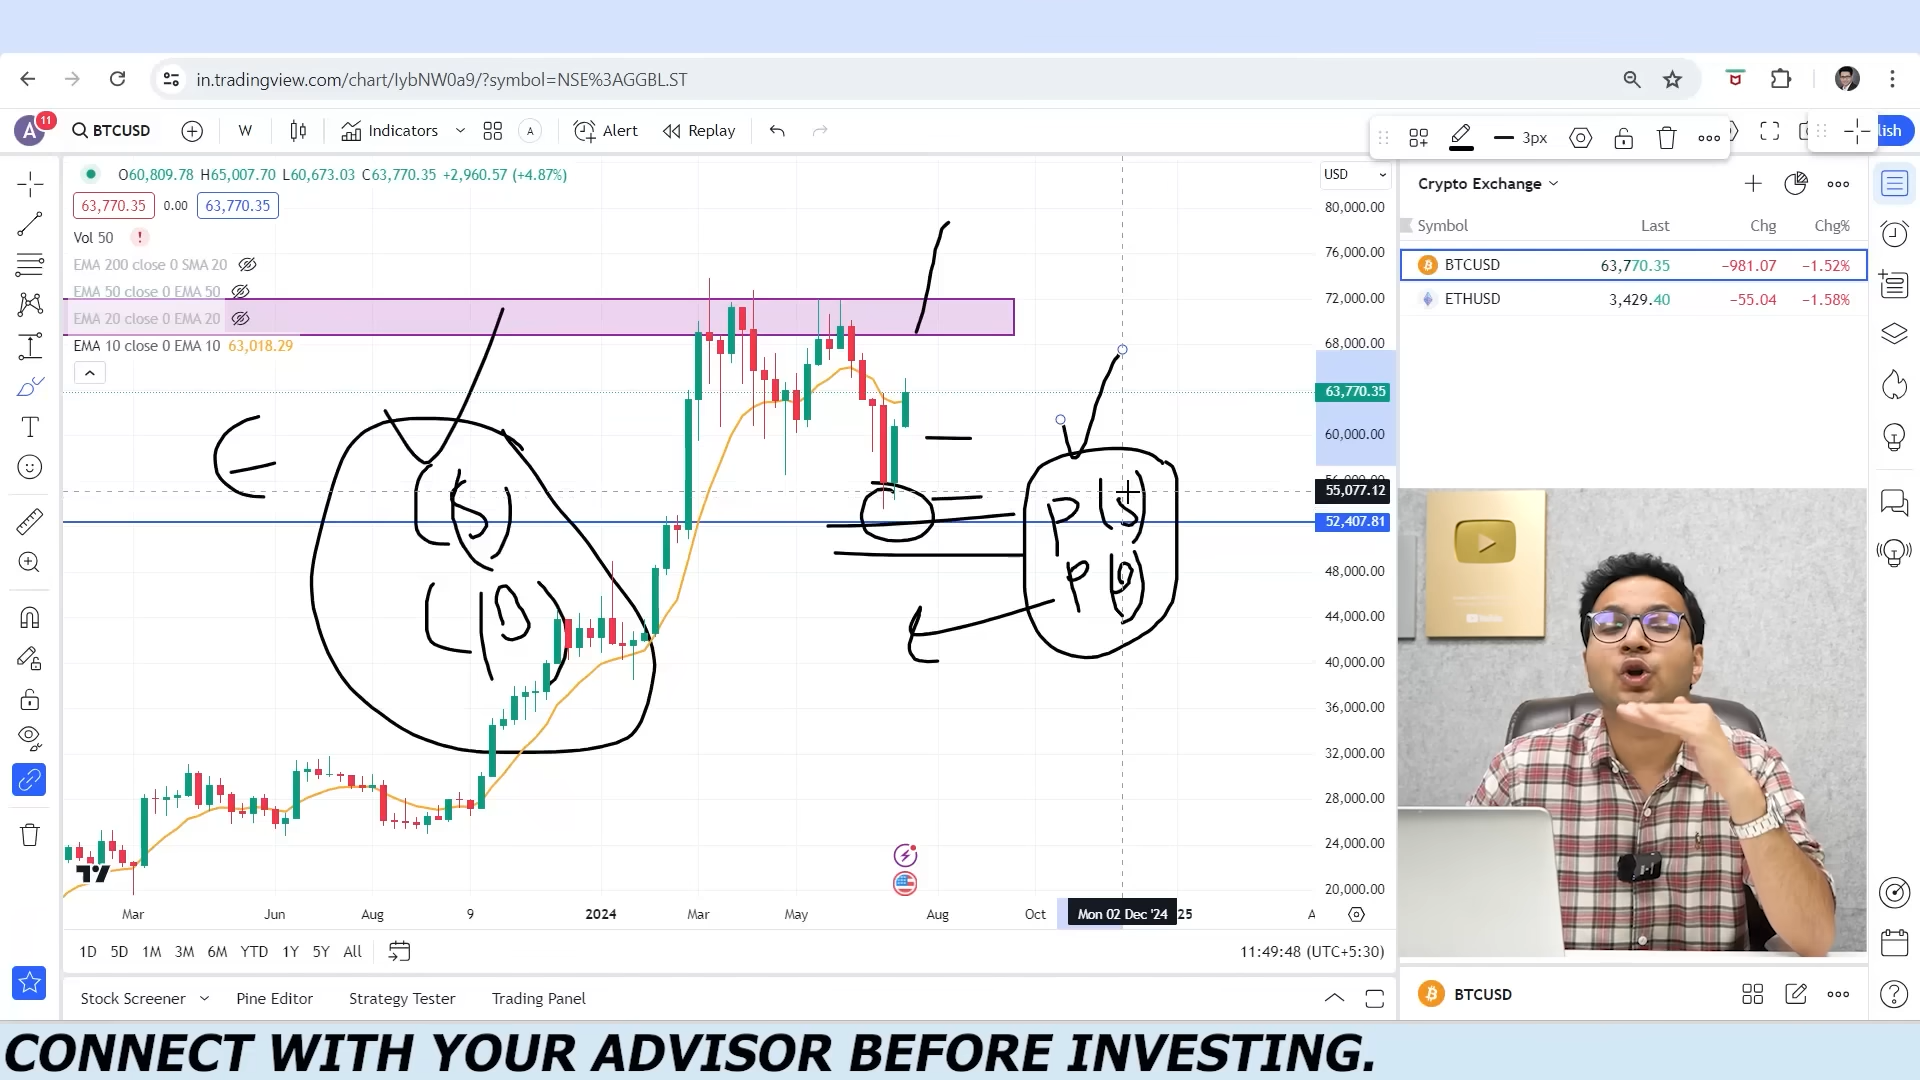 in.tradingview.com/chart/IybNW0a9/?symbol=NSE%3AGGBL.ST
A 11 BTCUSD W Indicators A Alert Replay 3px lish
O60,809.78 H65,007.70 L60,673.03 C63,770.35 +2,960.57 (+4.87%)
63,770.35 0.00 63,770.35
Vol 50 !
EMA 200 close 0 SMA 20
EMA 50 close 0 EMA 50
EMA 20 close 0 EMA 20
EMA 10 close 0 EMA 10 63,018.29
USD
80,000.00
76,000.00
72,000.00
68,000.00
63,770.35
60,000.00
56,000.00
55,077.12
52,407.81
48,000.00
44,000.00
40,000.00
36,000.00
32,000.00
28,000.00
24,000.00
20,000.00
P (S)
P (D)
(S)
(D)
Mar Jun Aug 9 2024 Mar May Aug Oct Mon 02 Dec '24 25 A
1D 5D 1M 3M 6M YTD 1Y 5Y All 11:49:48 (UTC+5:30)
Stock Screener Pine Editor Strategy Tester Trading Panel
Crypto Exchange
Symbol Last Chg Chg%
BTCUSD 63,770.35 −981.07 −1.52%
ETHUSD 3,429.40 −55.04 −1.58%
YouTube
BTCUSD
CONNECT WITH YOUR ADVISOR BEFORE INVESTING.